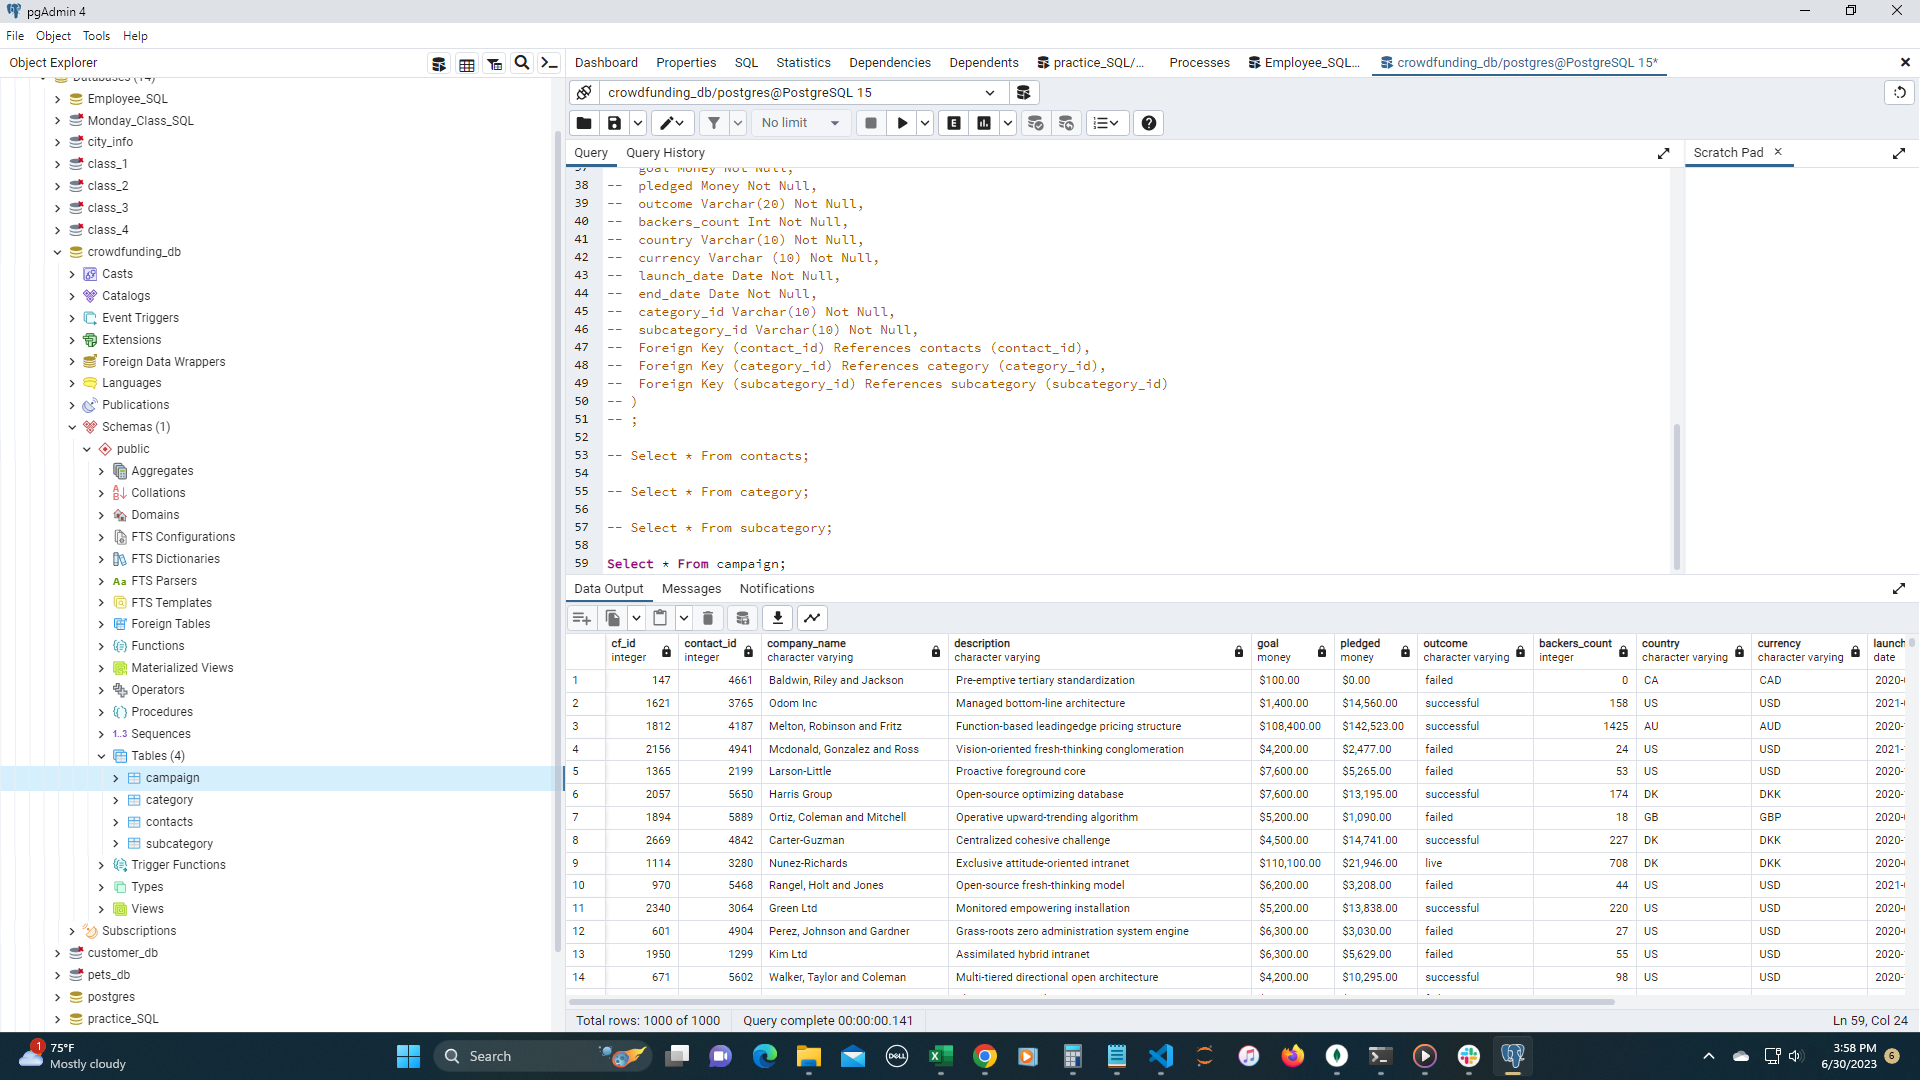 pgAdmin 4
File Object Tools Help
Object Explorer
Dashboard Properties SQL Statistics Dependencies Dependents practice_SQL/... Processes Employee_SQL... crowdfunding_db/postgres@PostgreSQL 15*
Databases (14)
Employee_SQL
Monday_Class_SQL
city_info
class_1
class_2
class_3
class_4
crowdfunding_db
Casts
Catalogs
Event Triggers
Extensions
Foreign Data Wrappers
Languages
Publications
Schemas (1)
public
Aggregates
Collations
Domains
FTS Configurations
FTS Dictionaries
FTS Parsers
FTS Templates
Foreign Tables
Functions
Materialized Views
Operators
Procedures
Sequences
Tables (4)
campaign
category
contacts
subcategory
Trigger Functions
Types
Views
Subscriptions
customer_db
pets_db
postgres
practice_SQL
crowdfunding_db/postgres@PostgreSQL 15
No limit
Query Query History
Scratch Pad
37 -- goal Money Not Null,
38 -- pledged Money Not Null,
39 -- outcome Varchar(20) Not Null,
40 -- backers_count Int Not Null,
41 -- country Varchar(10) Not Null,
42 -- currency Varchar (10) Not Null,
43 -- launch_date Date Not Null,
44 -- end_date Date Not Null,
45 -- category_id Varchar(10) Not Null,
46 -- subcategory_id Varchar(10) Not Null,
47 -- Foreign Key (contact_id) References contacts (contact_id),
48 -- Foreign Key (category_id) References category (category_id),
49 -- Foreign Key (subcategory_id) References subcategory (subcategory_id)
50 -- )
51 -- ;
52
53 -- Select * From contacts;
54
55 -- Select * From category;
56
57 -- Select * From subcategory;
58
59 Select * From campaign;
Data Output Messages Notifications
cf_id contact_id company_name description goal pledged outcome backers_count country currency launch
integer integer character varying character varying money money character varying integer character varying character varying date
1 147 4661 Baldwin, Riley and Jackson Pre-emptive tertiary standardization $100.00 $0.00 failed 0 CA CAD 2020-
2 1621 3765 Odom Inc Managed bottom-line architecture $1,400.00 $14,560.00 successful 158 US USD 2021-
3 1812 4187 Melton, Robinson and Fritz Function-based leadingedge pricing structure $108,400.00 $142,523.00 successful 1425 AU AUD 2020-
4 2156 4941 Mcdonald, Gonzalez and Ross Vision-oriented fresh-thinking conglomeration $4,200.00 $2,477.00 failed 24 US USD 2021-
5 1365 2199 Larson-Little Proactive foreground core $7,600.00 $5,265.00 failed 53 US USD 2020-
6 2057 5650 Harris Group Open-source optimizing database $7,600.00 $13,195.00 successful 174 DK DKK 2020-
7 1894 5889 Ortiz, Coleman and Mitchell Operative upward-trending algorithm $5,200.00 $1,090.00 failed 18 GB GBP 2020-
8 2669 4842 Carter-Guzman Centralized cohesive challenge $4,500.00 $14,741.00 successful 227 DK DKK 2020-
9 1114 3280 Nunez-Richards Exclusive attitude-oriented intranet $110,100.00 $21,946.00 live 708 DK DKK 2020-
10 970 5468 Rangel, Holt and Jones Open-source fresh-thinking model $6,200.00 $3,208.00 failed 44 US USD 2021-
11 2340 3064 Green Ltd Monitored empowering installation $5,200.00 $13,838.00 successful 220 US USD 2020-
12 601 4904 Perez, Johnson and Gardner Grass-roots zero administration system engine $6,300.00 $3,030.00 failed 27 US USD 2020-
13 1950 1299 Kim Ltd Assimilated hybrid intranet $6,300.00 $5,629.00 failed 55 US USD 2020-
14 671 5602 Walker, Taylor and Coleman Multi-tiered directional open architecture $4,200.00 $10,295.00 successful 98 US USD 2020-
Total rows: 1000 of 1000 Query complete 00:00:00.141 Ln 59, Col 24
1 75°F
Mostly cloudy
Search
DELL
3:58 PM
6/30/2023
6